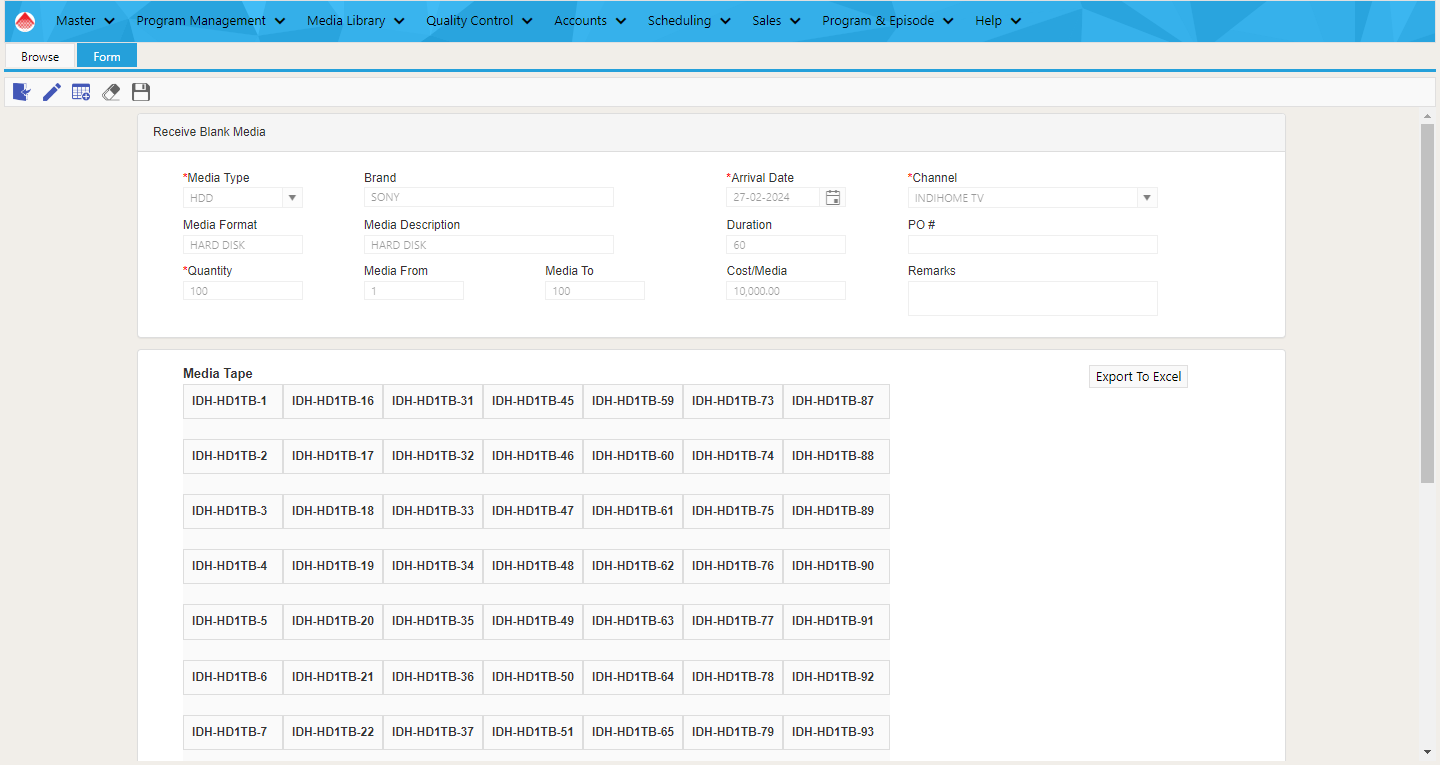 Master Program Management Media Library Quality Control Accounts Scheduling Sales Program & Episode Help
Browse Form
Receive Blank Media
*Media Type Brand *Arrival Date *Channel
HDD SONY 27-02-2024 INDIHOME TV
Media Format Media Description Duration PO #
HARD DISK HARD DISK 60
*Quantity Media From Media To Cost/Media Remarks
100 1 100 10,000.00
Media Tape Export To Excel
IDH-HD1TB-1 IDH-HD1TB-16 IDH-HD1TB-31 IDH-HD1TB-45 IDH-HD1TB-59 IDH-HD1TB-73 IDH-HD1TB-87
IDH-HD1TB-2 IDH-HD1TB-17 IDH-HD1TB-32 IDH-HD1TB-46 IDH-HD1TB-60 IDH-HD1TB-74 IDH-HD1TB-88
IDH-HD1TB-3 IDH-HD1TB-18 IDH-HD1TB-33 IDH-HD1TB-47 IDH-HD1TB-61 IDH-HD1TB-75 IDH-HD1TB-89
IDH-HD1TB-4 IDH-HD1TB-19 IDH-HD1TB-34 IDH-HD1TB-48 IDH-HD1TB-62 IDH-HD1TB-76 IDH-HD1TB-90
IDH-HD1TB-5 IDH-HD1TB-20 IDH-HD1TB-35 IDH-HD1TB-49 IDH-HD1TB-63 IDH-HD1TB-77 IDH-HD1TB-91
IDH-HD1TB-6 IDH-HD1TB-21 IDH-HD1TB-36 IDH-HD1TB-50 IDH-HD1TB-64 IDH-HD1TB-78 IDH-HD1TB-92
IDH-HD1TB-7 IDH-HD1TB-22 IDH-HD1TB-37 IDH-HD1TB-51 IDH-HD1TB-65 IDH-HD1TB-79 IDH-HD1TB-93